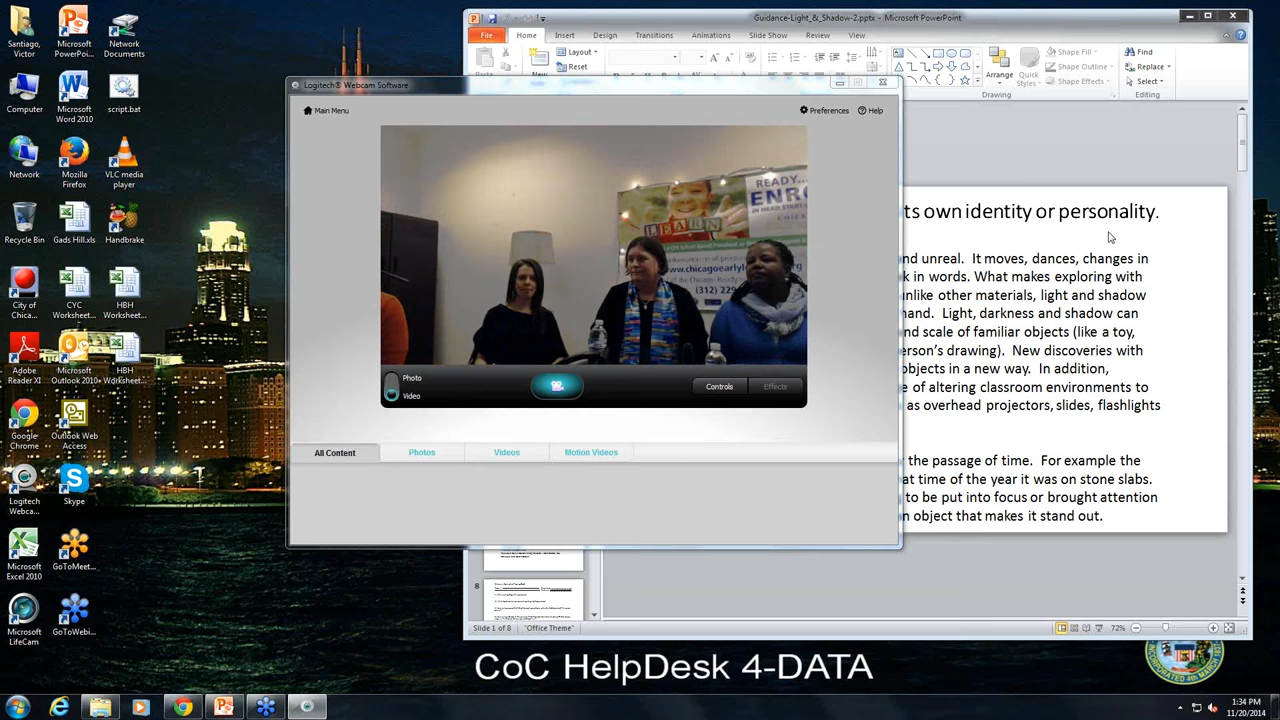 Santiago,
Victor
Microsoft
PowerPoi...
Network
Documents
Computer
Microsoft
Word 2010
script.bat
Network
Mozilla
Firefox
VLC media
player
Recycle Bin
Gads Hill.xls
Handbrake
City of
Chica...
CYC
Worksheet...
HBH
Worksheet...
Adobe
Reader XI
Microsoft
Outlook 2010
HBH
Worksheet...
Google
Chrome
Outlook Web
Access
Logitech
Webca...
Skype
Microsoft
Excel 2010
GoToMeet...
Microsoft
LifeCam
GoToWebi...
Guidance-Light_&_Shadow-2.pptx - Microsoft PowerPoint
File
Home
Insert
Design
Transitions
Animations
Slide Show
Review
View
New
Layout
Reset
Arrange
Quick
Styles
Shape Fill
Shape Outline
Shape Effects
Drawing
Find
Replace
Select
Editing
Logitech® Webcam Software
Main Menu
Preferences
Help
READY...
ENRO
LEARN
www.chicagoearlyle
(312) 229
Photo
Video
Controls
Effects
All Content
Photos
Videos
Motion Videos
ts own identity or personality.
nd unreal. It moves, dances, changes in
k in words. What makes exploring with
nlike other materials, light and shadow
hand. Light, darkness and shadow can
nd scale of familiar objects (like a toy,
erson's drawing). New discoveries with
objects in a new way. In addition,
e of altering classroom environments to
as overhead projectors, slides, flashlights
the passage of time. For example the
at time of the year it was on stone slabs.
to be put into focus or brought attention
n object that makes it stand out.
8
Slide 1 of 8
"Office Theme"
72%
CoC HelpDesk 4-DATA
INCORPORATED 4th MARCH 1837
1:34 PM
11/20/2014